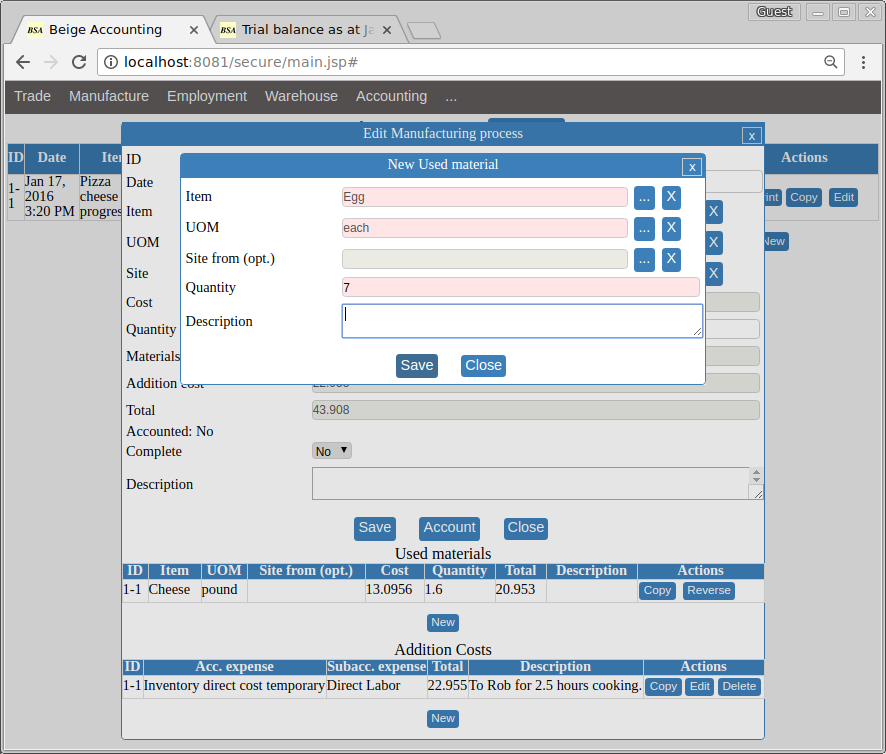 Guest
BSA Beige Accounting
BSA Trial balance as at Ja
localhost:8081/secure/main.jsp#
Trade Manufacture Employment Warehouse Accounting ...
Edit Manufacturing process x
ID Date Actions
1-1 Jan 17, 2016 3:20 PM Pizza cheese Copy Edit
New
ID
Date
Item X
UOM X
Site X
Cost
Quantity
Materials
Addition cost
Total 43.908
Accounted: No
Complete No
Description
Save Account Close
New Used material x
Item Egg ... X
UOM each ... X
Site from (opt.) ... X
Quantity 7
Description
Save Close
Used materials
ID Item UOM Site from (opt.) Cost Quantity Total Description Actions
1-1 Cheese pound 13.0956 1.6 20.953 Copy Reverse
New
Addition Costs
ID Acc. expense Subacc. expense Total Description Actions
1-1 Inventory direct cost temporary Direct Labor 22.955 To Rob for 2.5 hours cooking. Copy Edit Delete
New